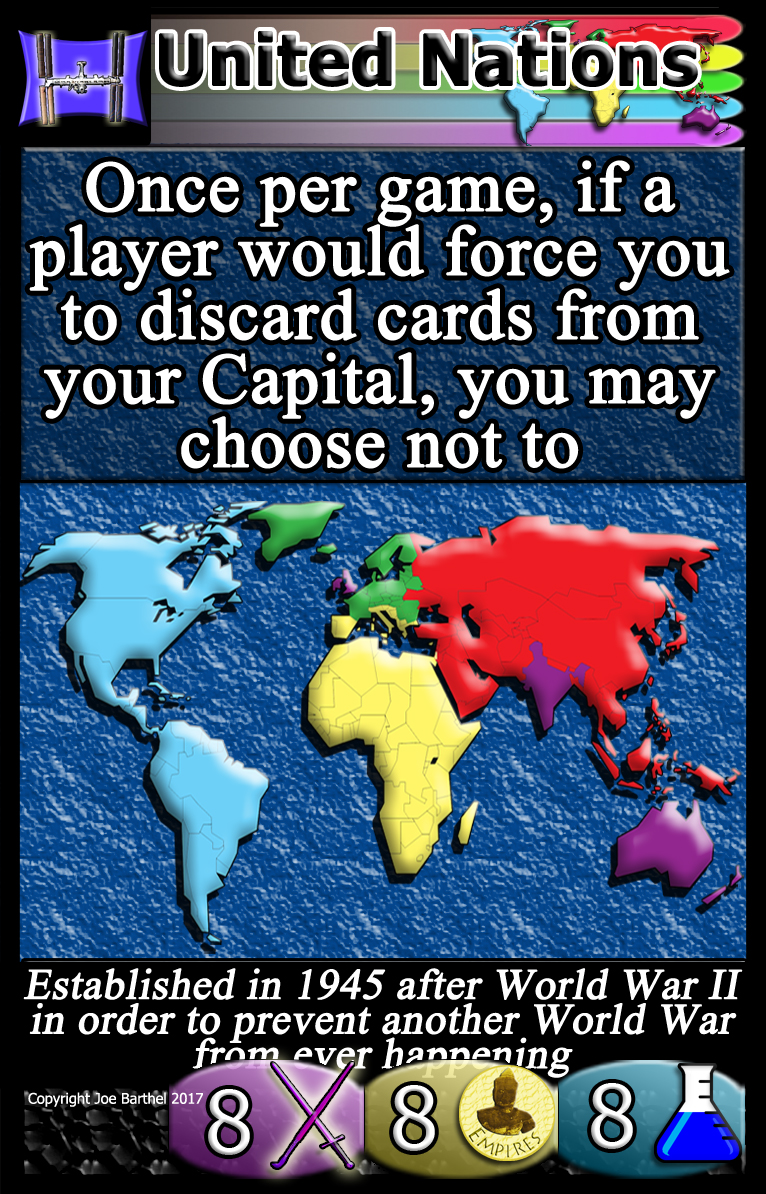 United Nations
Once per game, if a
player would force you
to discard cards from
your Capital, you may
choose not to
Established in 1945 after World War II
in order to prevent another World War
from ever happening
Copyright Joe Barthel 2017
8 8 8
EMPIRES